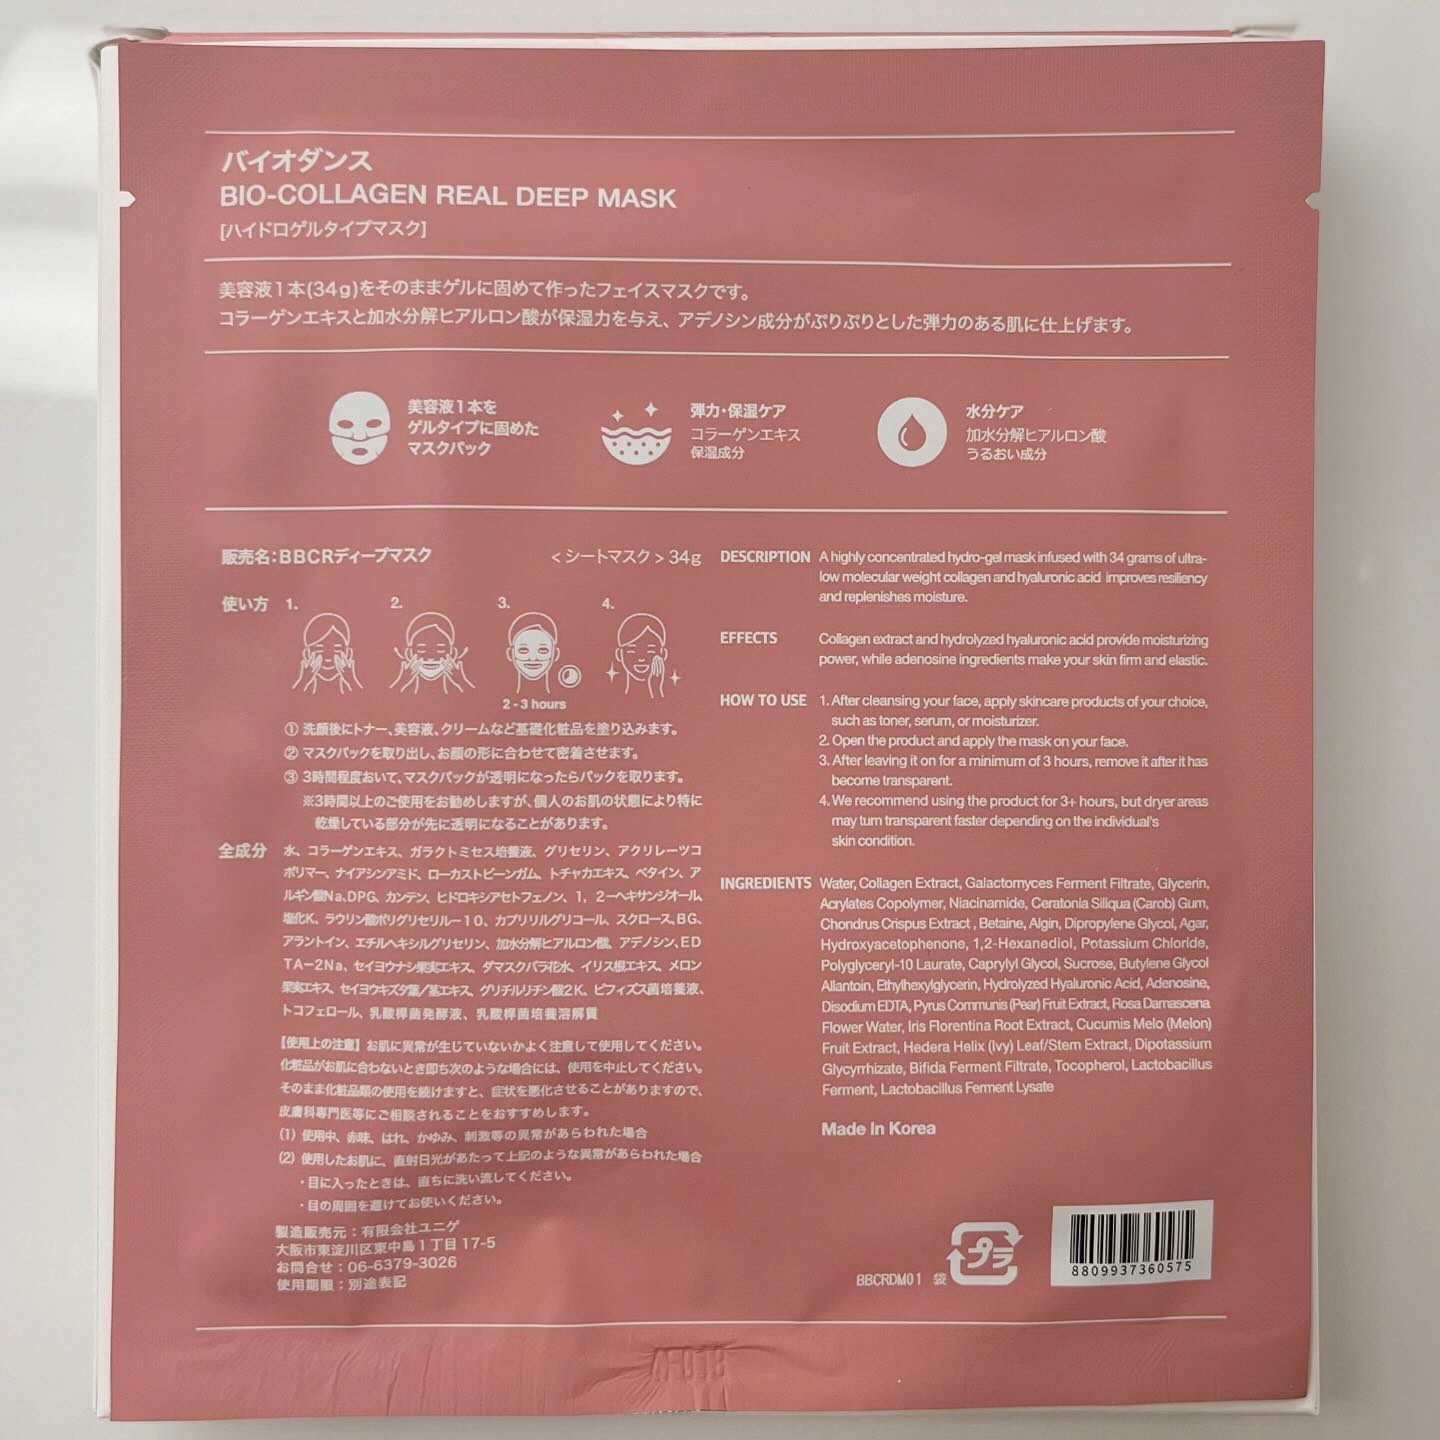 バイオダンス
BIO-COLLAGEN REAL DEEP MASK
[ハイドロゲルタイプマスク]
美容液1本(34g)をそのままゲルに固めて作ったフェイスマスクです。
コラーゲンエキスと加水分解ヒアルロン酸が保湿力を与え、アデノシン成分がぷりぷりとした弾力のある肌に仕上げます。
美容液1本を
ゲルタイプに固めた
マスクパック
弾力・保湿ケア
コラーゲンエキス
保湿成分
水分ケア
加水分解ヒアルロン酸
うるおい成分
販売名:BBCRディープマスク <シートマスク> 34g
使い方 1. 2. 3. 4.
2 - 3 hours
① 洗顔後にトナー、美容液、クリームなど基礎化粧品を塗り込みます。
② マスクパックを取り出し、お顔の形に合わせて密着させます。
③ 3時間程度おいて、マスクパックが透明になったらパックを取ります。
※3時間以上のご使用をお勧めしますが、個人のお肌の状態により特に
乾燥している部分が先に透明になることがあります。
全成分 水、コラーゲンエキス、ガラクトミセス培養液、グリセリン、アクリレーツコ
ポリマー、ナイアシンアミド、ローカストビーンガム、トチャカエキス、ベタイン、ア
ルギン酸Na、DPG、カンテン、ヒドロキシアセトフェノン、1,2-ヘキサンジオール、
塩化K、ラウリン酸ポリグリセリル-10、カプリリルグリコール、スクロース、BG、
アラントイン、エチルヘキシルグリセリン、加水分解ヒアルロン酸、アデノシン、ED
TA-2Na、セイヨウナシ果実エキス、ダマスクバラ花水、イリス根エキス、メロン
果実エキス、セイヨウキズタ葉/茎エキス、グリチルリチン酸2K、ビフィズス菌培養液、
トコフェロール、乳酸桿菌発酵液、乳酸桿菌培養溶解質
【使用上の注意】お肌に異常が生じていないかよく注意して使用してください。
化粧品がお肌に合わないとき即ち次のような場合には、使用を中止してください。
そのまま化粧品類の使用を続けますと、症状を悪化させることがありますので、
皮膚科専門医等にご相談されることをおすすめします。
(1) 使用中、赤味、はれ、かゆみ、刺激等の異常があらわれた場合
(2) 使用したお肌に、直射日光があたって上記のような異常があらわれた場合
・目に入ったときは、直ちに洗い流してください。
・目の周囲を避けてお使いください。
製造販売元:有限会社ユニゲ
大阪市東淀川区東中島1丁目17-5
お問合せ:06-6379-3026
使用期限:別途表記
DESCRIPTION A highly concentrated hydro-gel mask infused with 34 grams of ultra-
low molecular weight collagen and hyaluronic acid improves resiliency
and replenishes moisture.
EFFECTS Collagen extract and hydrolyzed hyaluronic acid provide moisturizing
power, while adenosine ingredients make your skin firm and elastic.
HOW TO USE 1. After cleansing your face, apply skincare products of your choice,
such as toner, serum, or moisturizer.
2. Open the product and apply the mask on your face.
3. After leaving it on for a minimum of 3 hours, remove it after it has
become transparent.
4. We recommend using the product for 3+ hours, but dryer areas
may turn transparent faster depending on the individual's
skin condition.
INGREDIENTS Water, Collagen Extract, Galactomyces Ferment Filtrate, Glycerin,
Acrylates Copolymer, Niacinamide, Ceratonia Siliqua (Carob) Gum,
Chondrus Crispus Extract , Betaine, Algin, Dipropylene Glycol, Agar,
Hydroxyacetophenone, 1,2-Hexanediol, Potassium Chloride,
Polyglyceryl-10 Laurate, Caprylyl Glycol, Sucrose, Butylene Glycol
Allantoin, Ethylhexylglycerin, Hydrolyzed Hyaluronic Acid, Adenosine,
Disodium EDTA, Pyrus Communis (Pear) Fruit Extract, Rosa Damascena
Flower Water, Iris Florentina Root Extract, Cucumis Melo (Melon)
Fruit Extract, Hedera Helix (Ivy) Leaf/Stem Extract, Dipotassium
Glycyrrhizate, Bifida Ferment Filtrate, Tocopherol, Lactobacillus
Ferment, Lactobacillus Ferment Lysate
Made In Korea
BBCRDM01 袋 プラ
8809937360575